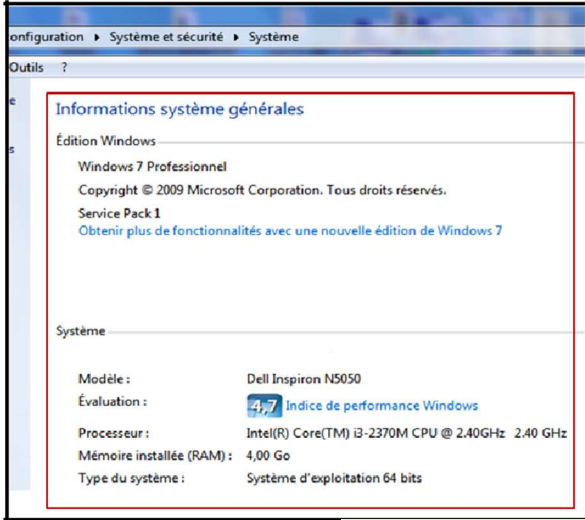 onfiguration ▸ Système et sécurité ▸ Système
Outils ?
e
s
Informations système générales
Édition Windows
Windows 7 Professionnel
Copyright © 2009 Microsoft Corporation. Tous droits réservés.
Service Pack 1
Obtenir plus de fonctionnalités avec une nouvelle édition de Windows 7
Système
Modèle : Dell Inspiron N5050
Évaluation : 4,7 Indice de performance Windows
Processeur : Intel(R) Core(TM) i3-2370M CPU @ 2.40GHz 2.40 GHz
Mémoire installée (RAM) : 4,00 Go
Type du système : Système d'exploitation 64 bits